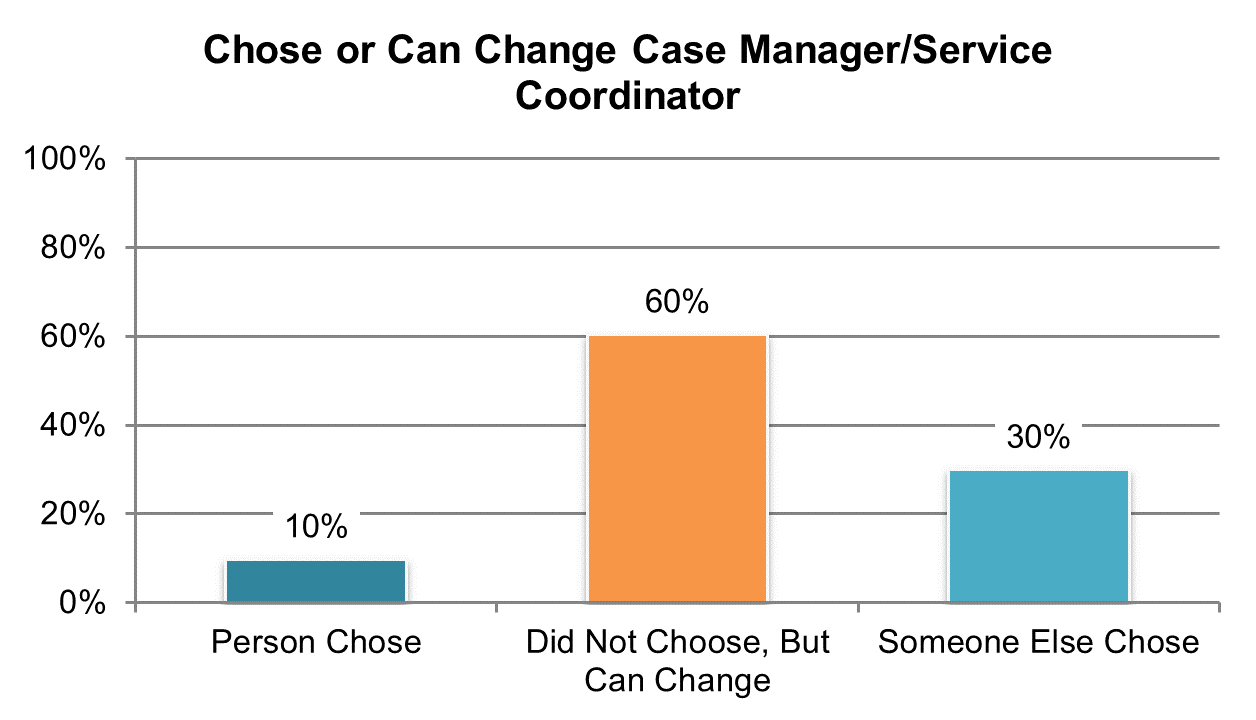 Chose or Can Change Case Manager/Service
Coordinator
100%
80%
60%
40%
20%
0%
10%
60%
30%
Person Chose
Did Not Choose, But
Can Change
Someone Else Chose